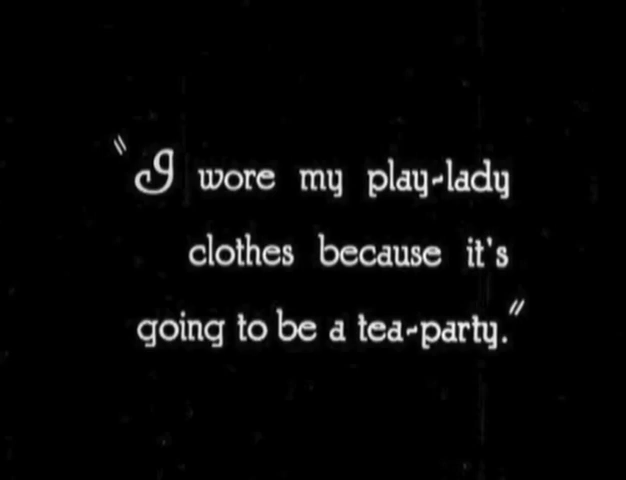 "I wore my play-lady
clothes because it's
going to be a tea-party."